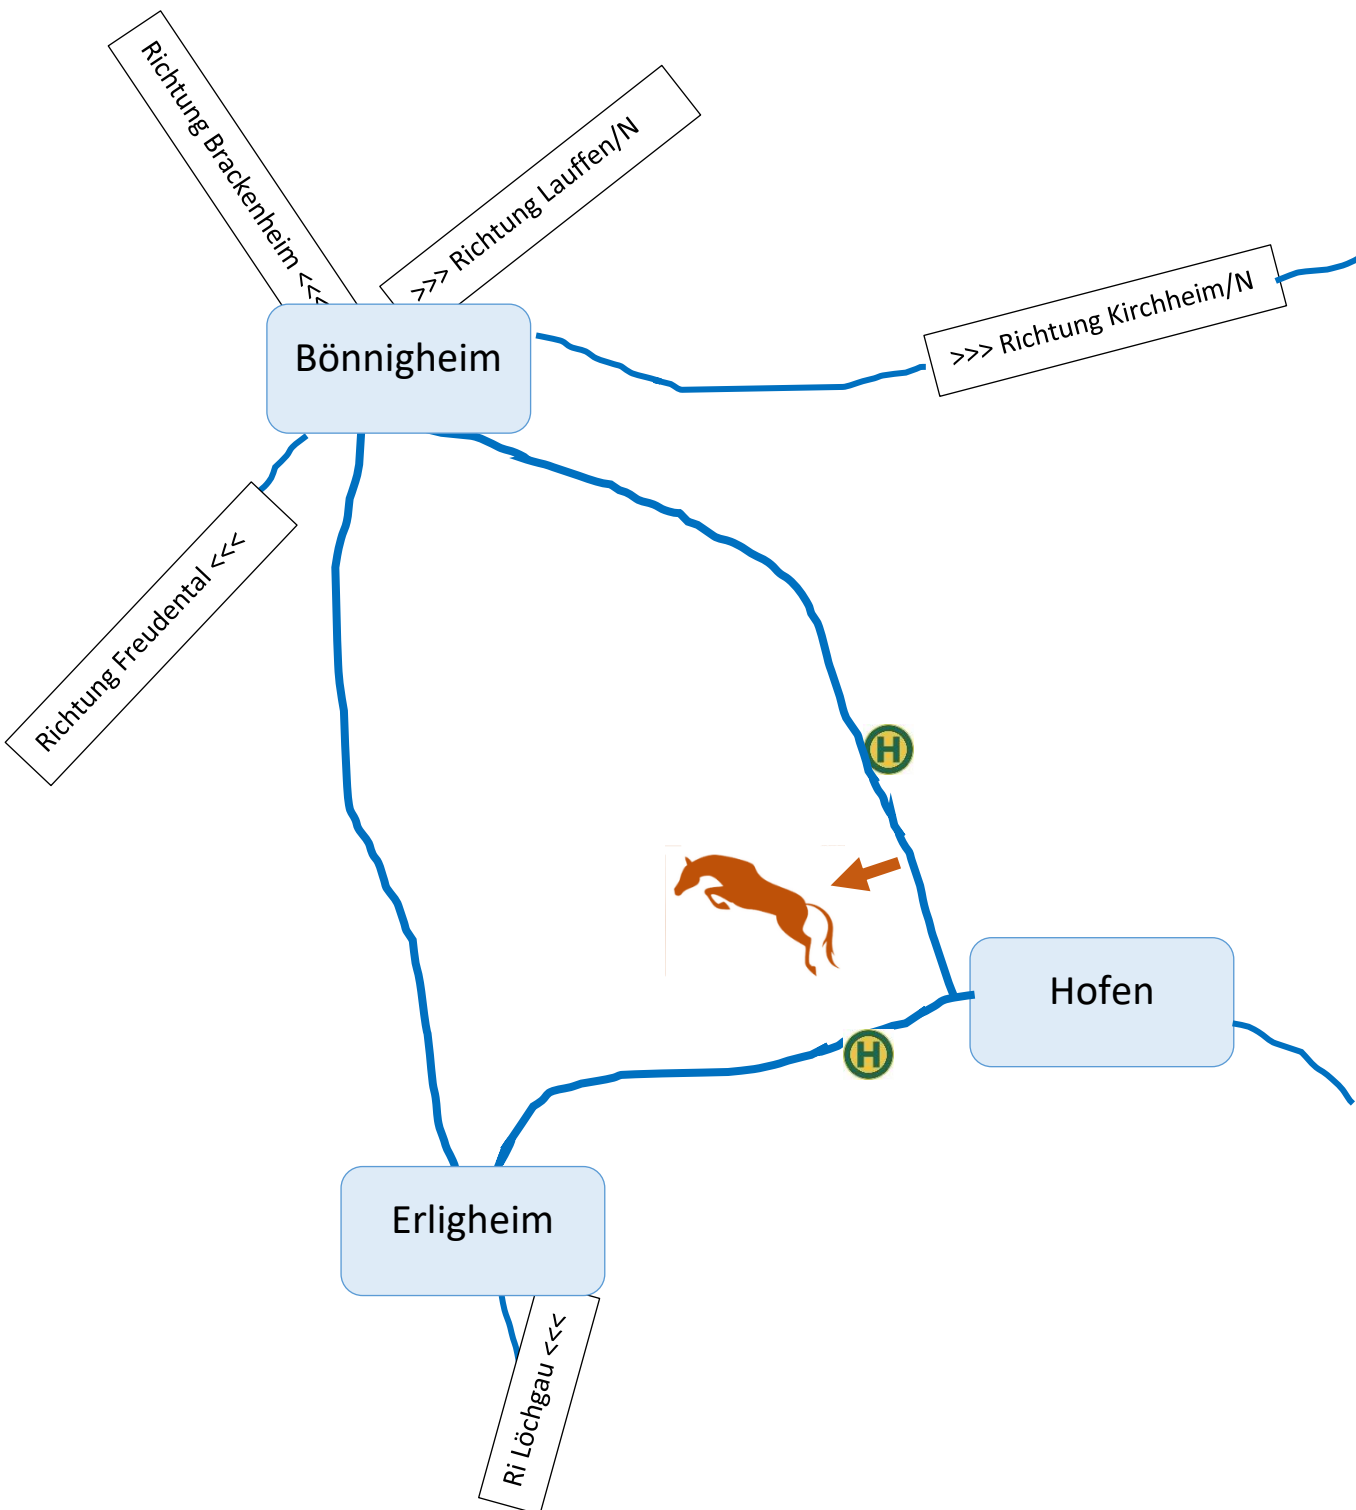 Richtung Brackenheim <<<
>>> Richtung Lauffen/N
>>> Richtung Kirchheim/N
Bönnigheim
Richtung Freudental <<<
H
Hofen
H
Erligheim
Ri Löchgau <<<